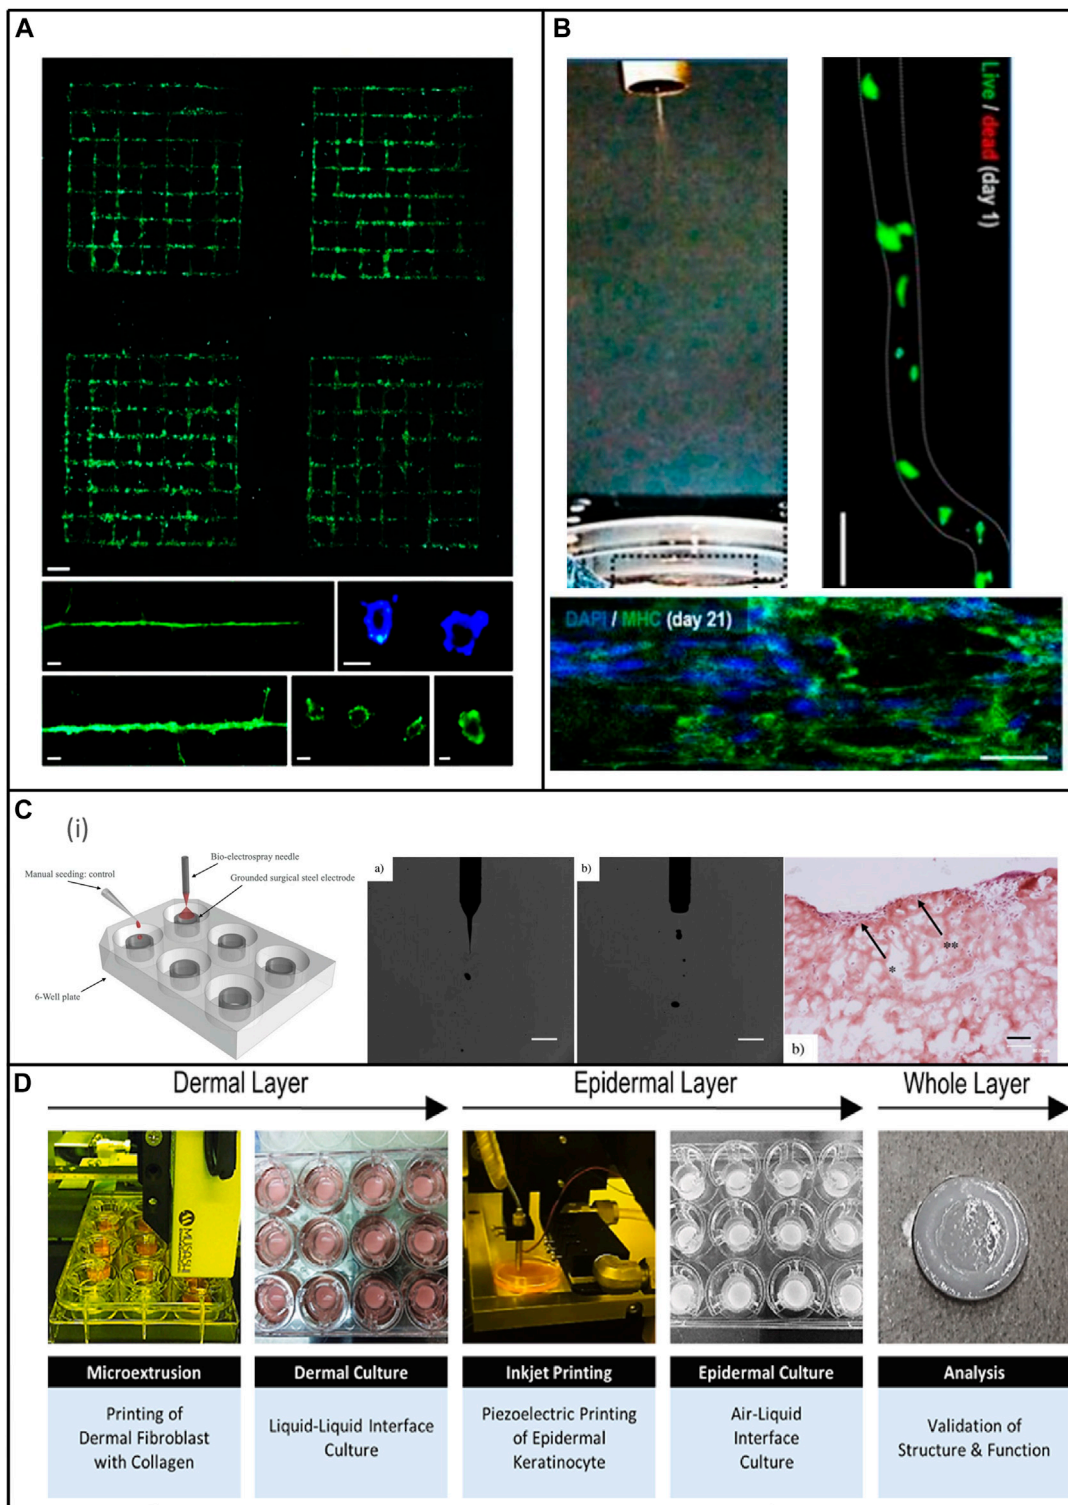 A
B
Live / dead (day 1)
DAPI / MHC (day 21)
C
(i)
Bio-electrospray needle
Manual seeding: control
Grounded surgical steel electrode
6-Well plate
a)
b)
*
**
b)
D
Dermal Layer
Epidermal Layer
Whole Layer
MUSASHI
Microextrusion
Dermal Culture
Inkjet Printing
Epidermal Culture
Analysis
Printing of
Dermal Fibroblast
with Collagen
Liquid-Liquid Interface
Culture
Piezoelectric Printing
of Epidermal
Keratinocyte
Air-Liquid
Interface
Culture
Validation of
Structure & Function